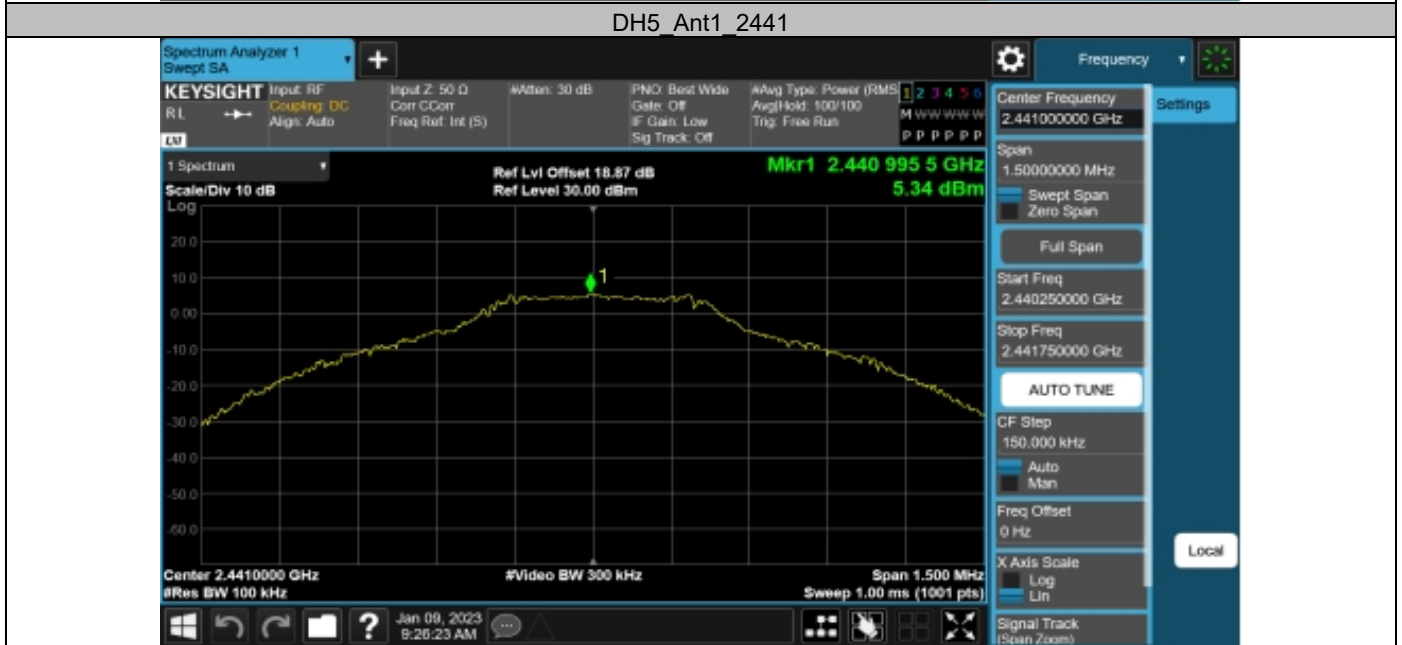 DH5_Ant1_2441
Spectrum Analyzer 1
Swept SA
+
Frequency
KEYSIGHT
R L
LXI
Input: RF
Coupling: DC
Align: Auto
Input Z: 50 Ω
Corr CCorr
Freq Ref: Int (S)
#Atten: 30 dB
PNO: Best Wide
Gate: Off
IF Gain: Low
Sig Track: Off
#Avg Type: Power (RMS
Avg|Hold: 100/100
Trig: Free Run
1 2 3 4 5 6
M W W W W W
P P P P P P
1 Spectrum
Scale/Div 10 dB
Log
Ref Lvl Offset 18.87 dB
Ref Level 30.00 dBm
Mkr1 2.440 995 5 GHz
5.34 dBm
20.0
10.0
0.00
-10.0
-20.0
-30.0
-40.0
-50.0
-60.0
1
Center 2.4410000 GHz
#Res BW 100 kHz
#Video BW 300 kHz
Span 1.500 MHz
Sweep 1.00 ms (1001 pts)
Jan 09, 2023
9:26:23 AM
Center Frequency
2.441000000 GHz
Settings
Span
1.50000000 MHz
Swept Span
Zero Span
Full Span
Start Freq
2.440250000 GHz
Stop Freq
2.441750000 GHz
AUTO TUNE
CF Step
150.000 kHz
Auto
Man
Freq Offset
0 Hz
X Axis Scale
Log
Lin
Local
Signal Track
(Span Zoom)